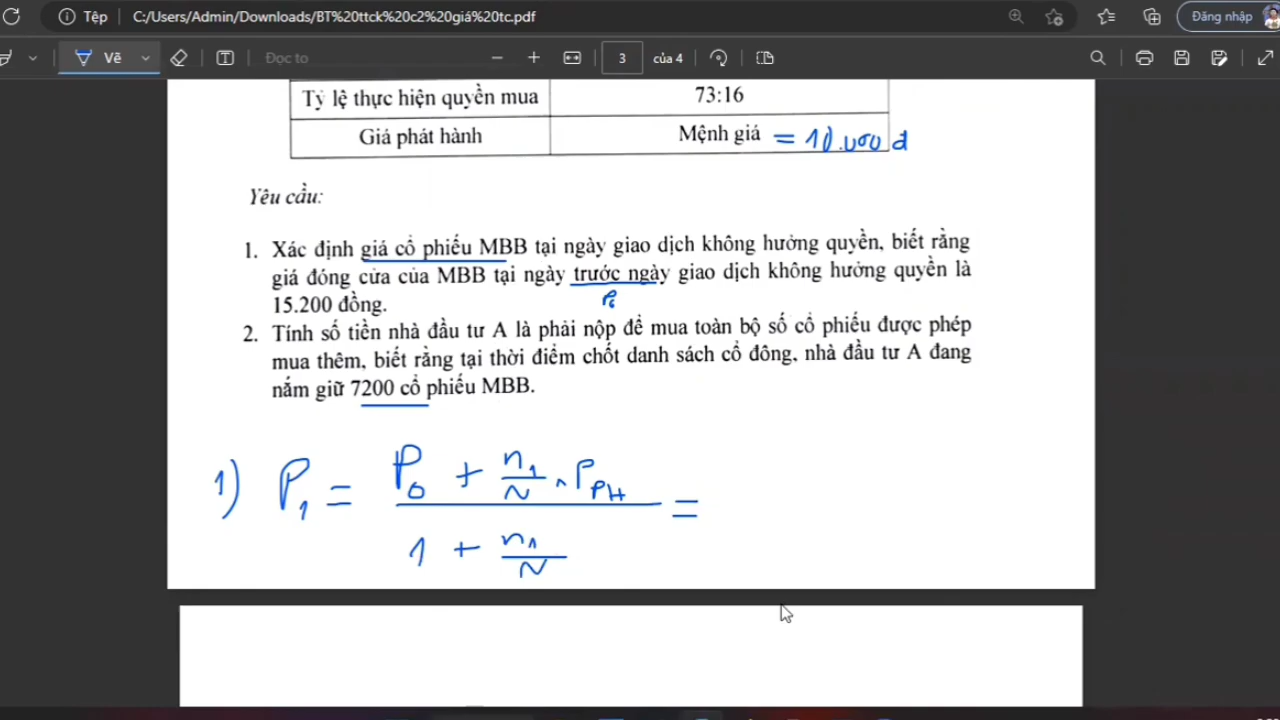 Tệp C:/Users/Admin/Downloads/BT%20ttck%20c2%20giá%20tc.pdf Đăng nhập
Vẽ Đọc to 3 của 4
Tỷ lệ thực hiện quyền mua 73:16
Giá phát hành Mệnh giá = 10.000 đ
Yêu cầu:
1. Xác định giá cổ phiếu MBB tại ngày giao dịch không hưởng quyền, biết rằng
giá đóng cửa của MBB tại ngày trước ngày giao dịch không hưởng quyền là
15.200 đồng.
P₀
2. Tính số tiền nhà đầu tư A là phải nộp để mua toàn bộ số cổ phiếu được phép
mua thêm, biết rằng tại thời điểm chốt danh sách cổ đông, nhà đầu tư A đang
nắm giữ 7200 cổ phiếu MBB.
1) P₁ = (P₀ + n₁/N . P_PH) / (1 + n₁/N) =